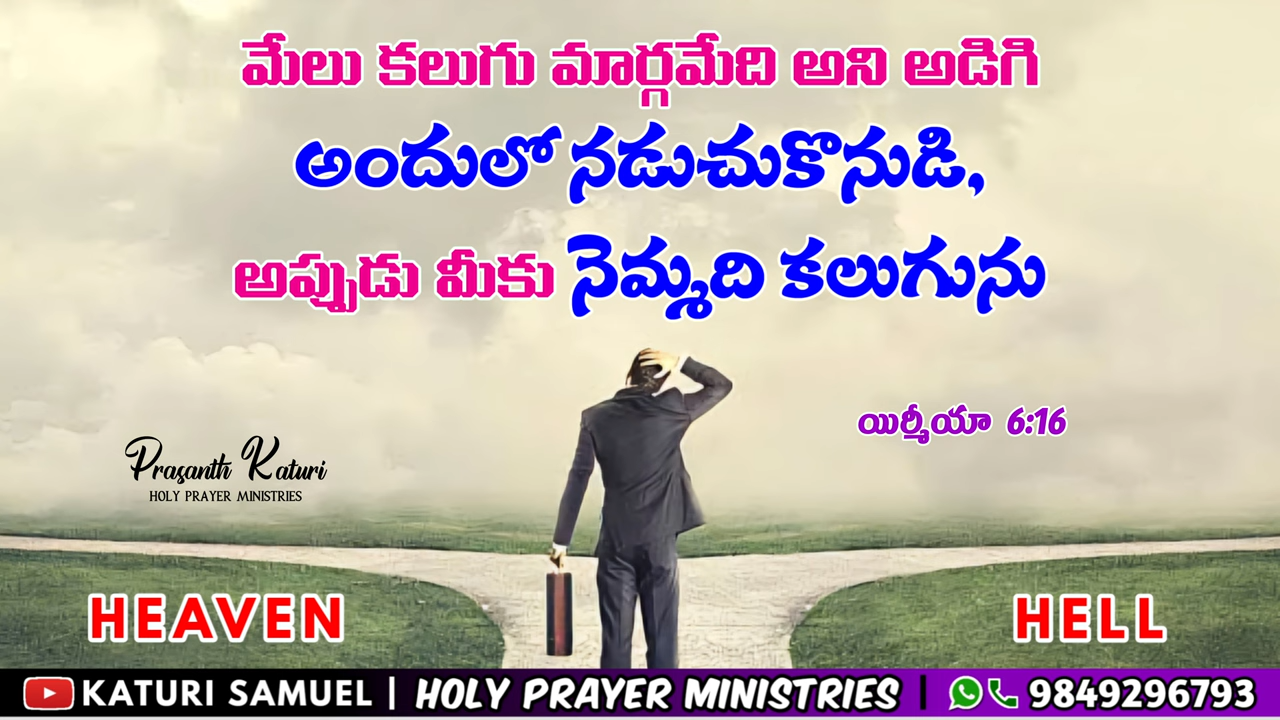 మేలు కలుగు మార్గమేది అని అడిగి
అందులో నడుచుకొనుడి,
అప్పుడు మీకు నెమ్మది కలుగును
యిర్మీయా 6:16
Prasanth Katuri
HOLY PRAYER MINISTRIES
HEAVEN
HELL
KATURI SAMUEL | HOLY PRAYER MINISTRIES | 9849296793